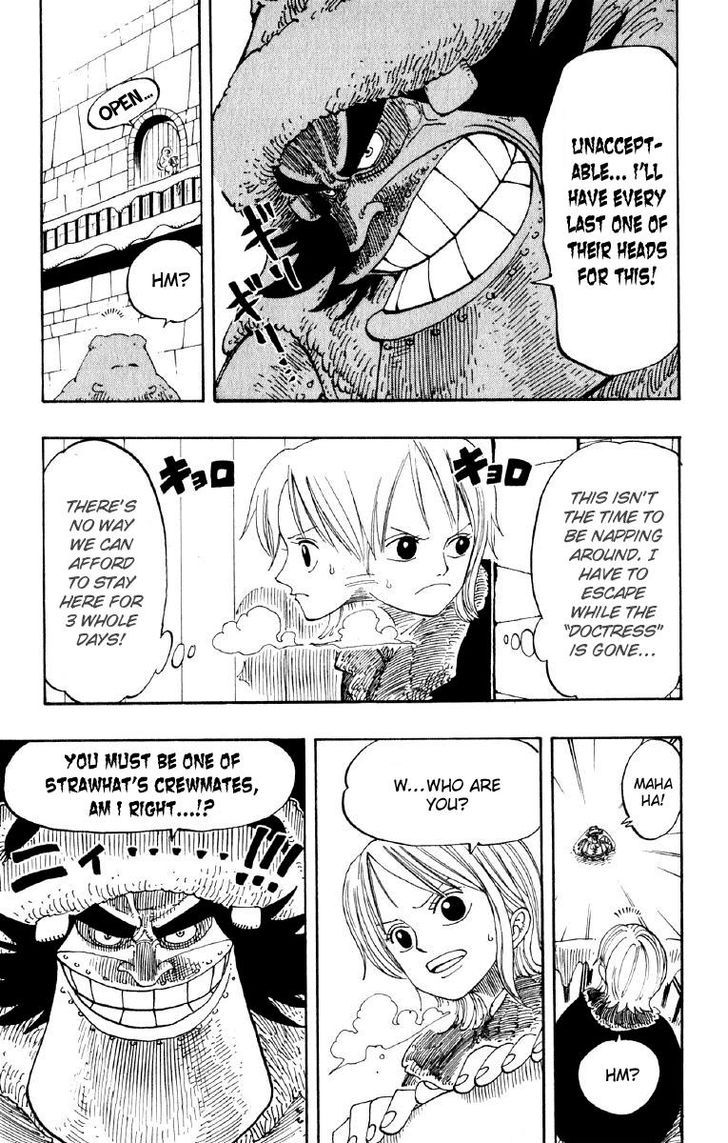 UNACCEPT-
ABLE... I'LL
HAVE EVERY
LAST ONE OF
THEIR HEADS
FOR THIS!
ギギ
ギリ
OPEN...
HM?
THIS ISN'T
THE TIME TO
BE NAPPING
AROUND. I
HAVE TO
ESCAPE
WHILE THE
"DOCTRESS"
IS GONE...
キョロ
キョロ
THERE'S
NO WAY
WE CAN
AFFORD
TO STAY
HERE FOR
3 WHOLE
DAYS!
MAHA
HA!
HM?
W...WHO ARE
YOU?
YOU MUST BE ONE OF
STRAWHAT'S CREWMATES,
AM I RIGHT...!?
ニィ……!!!